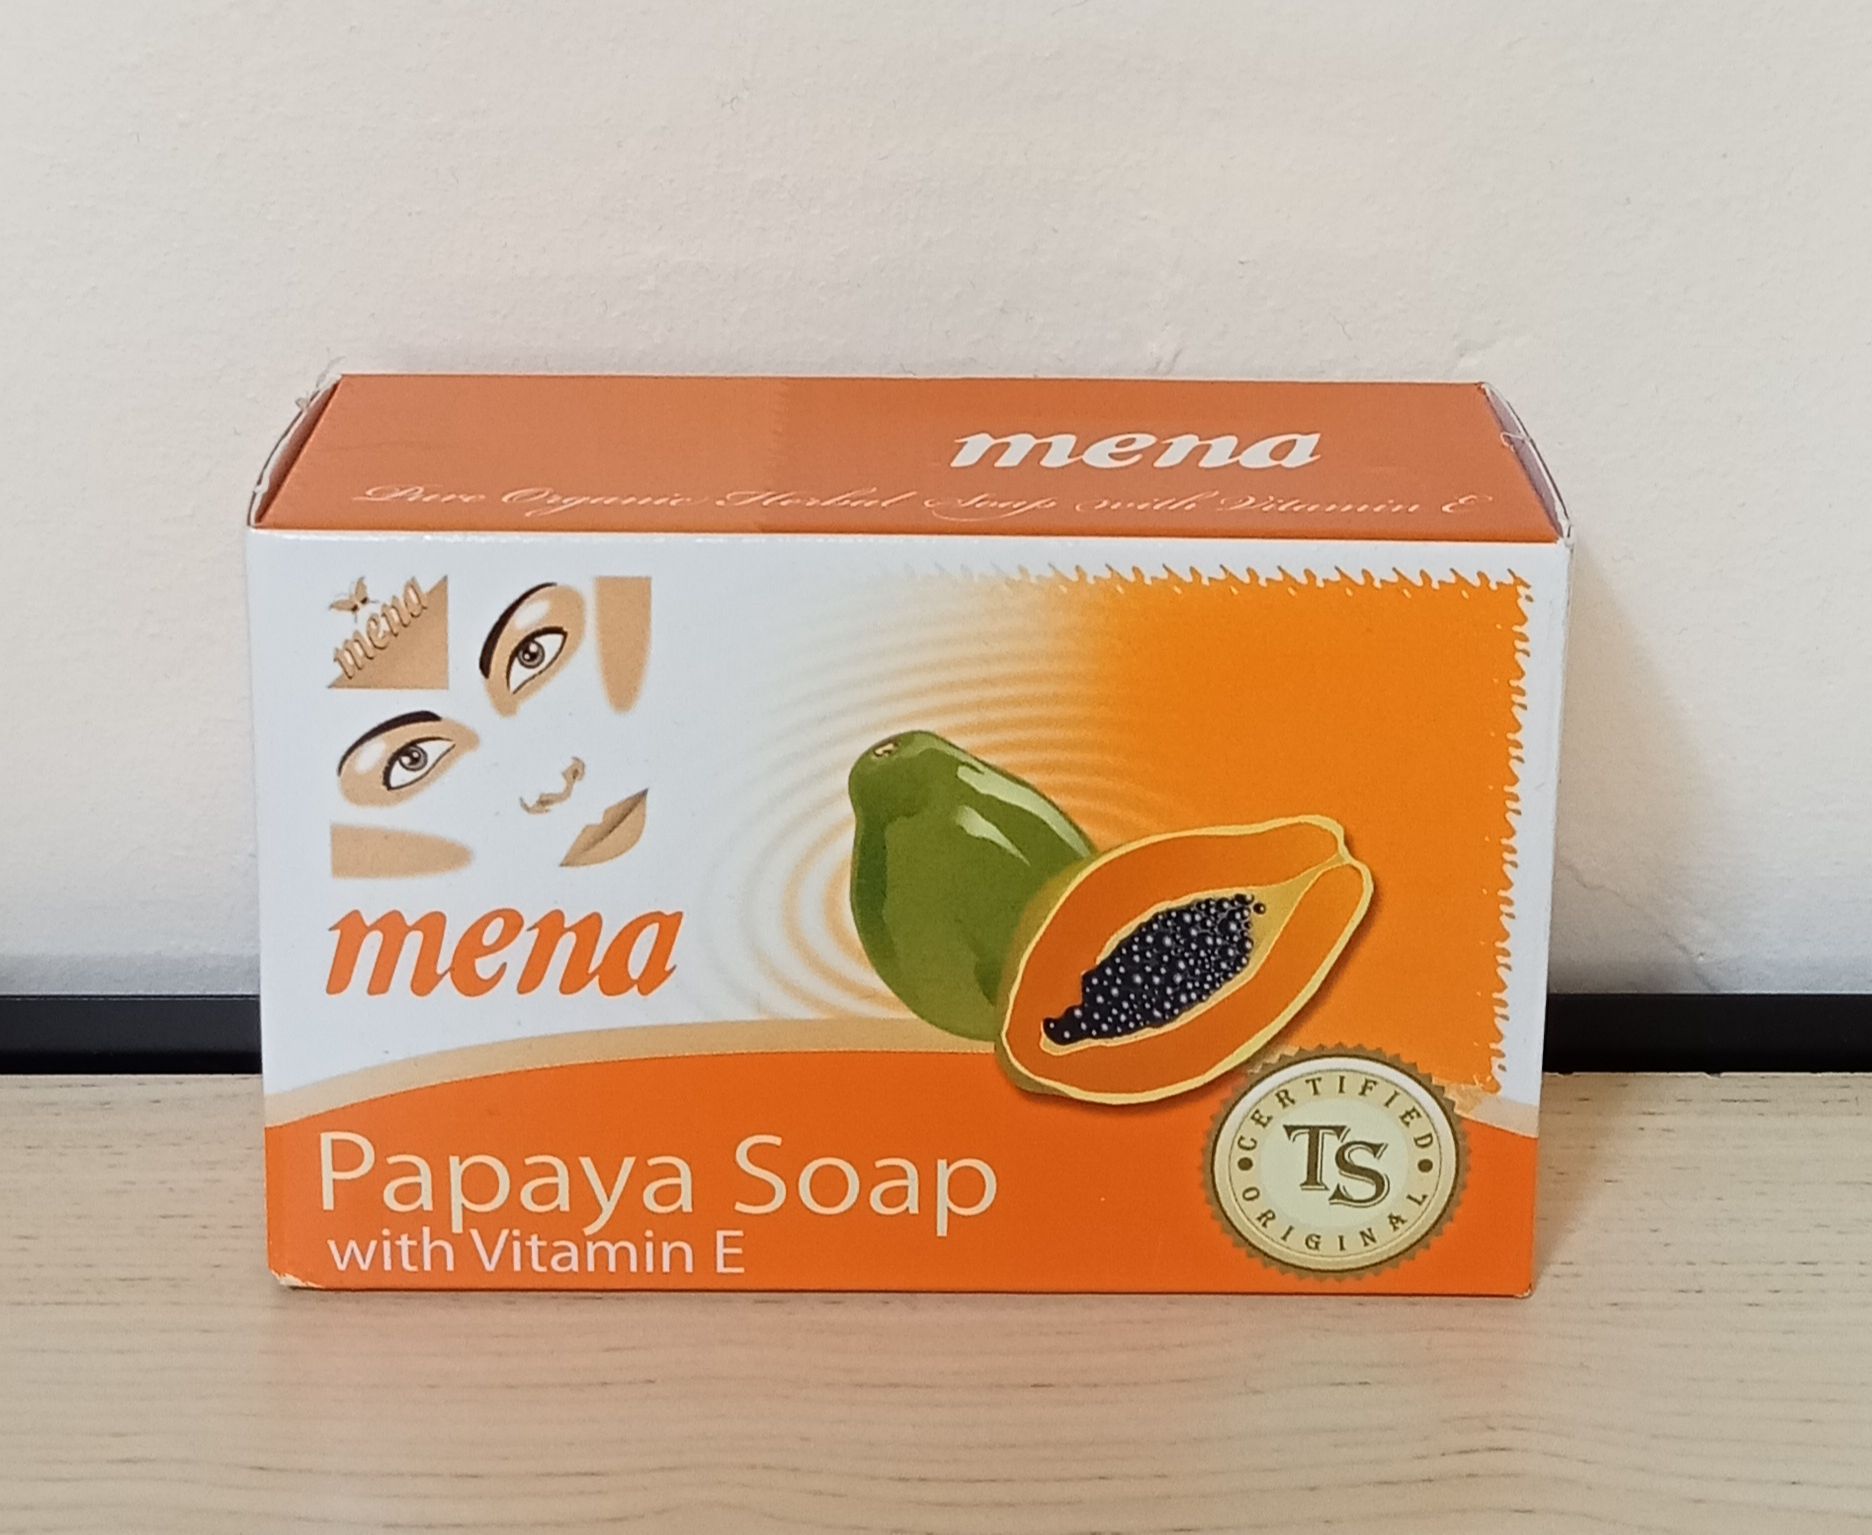 mena
Pure Organic Herbal Soap with Vitamin E
mena
mena
Papaya Soap
with Vitamin E
CERTIFIED
TS
ORIGINAL